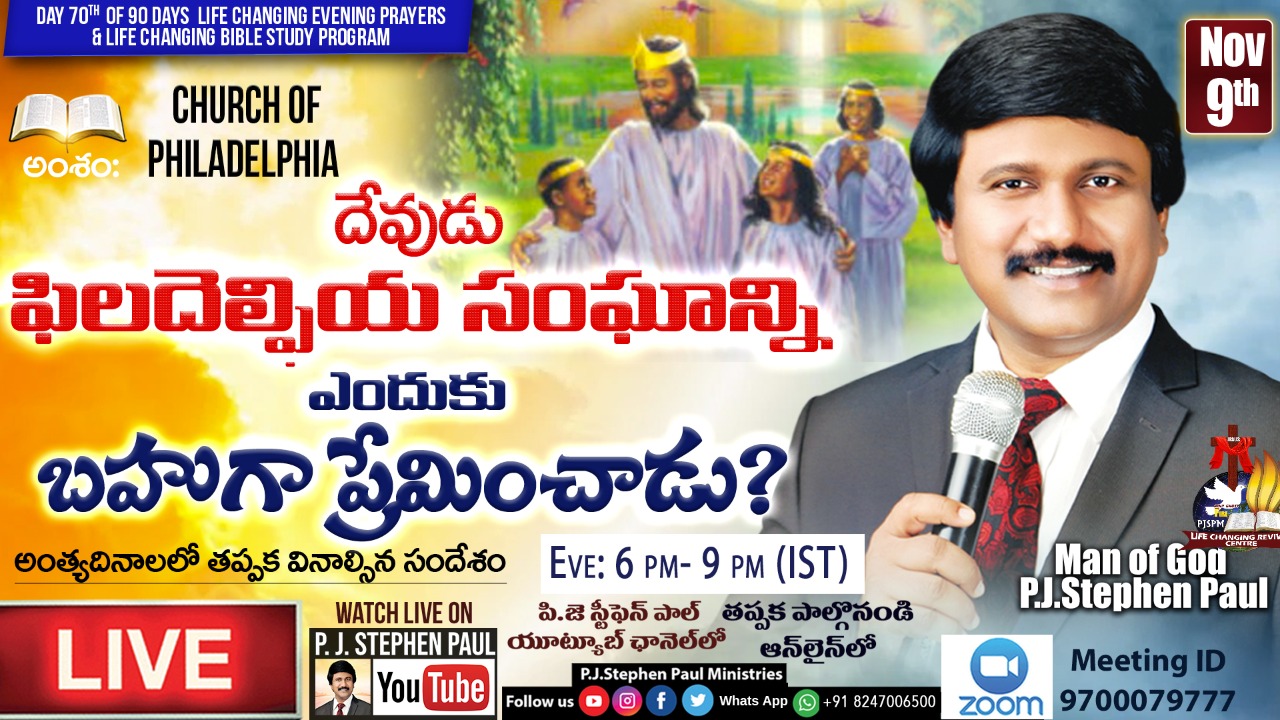 DAY 70TH OF 90 DAYS LIFE CHANGING EVENING PRAYERS
& LIFE CHANGING BIBLE STUDY PROGRAM
Nov
9th
CHURCH OF
అంశం: PHILADELPHIA
దేవుడు
ఫిలదెల్ఫియ సంఘాన్ని
ఎందుకు
బహుగా ప్రేమించాడు?
అంత్యదినాలలో తప్పక వినాల్సిన సందేశం
EVE: 6 PM- 9 PM (IST)
PJSPM
LIFE CHANGING REVIV
CENTRE
Man of God
P.J.Stephen Paul
LIVE
WATCH LIVE ON
P. J. STEPHEN PAUL
YouTube
పి.జె స్టీఫెన్ పాల్ తప్పక పాల్గొనండి
యూట్యూబ్ ఛానెల్‌లో ఆన్‌లైన్‌లో
P.J.Stephen Paul Ministries
Follow us Whats App +91 8247006500
zoom
Meeting ID
9700079777